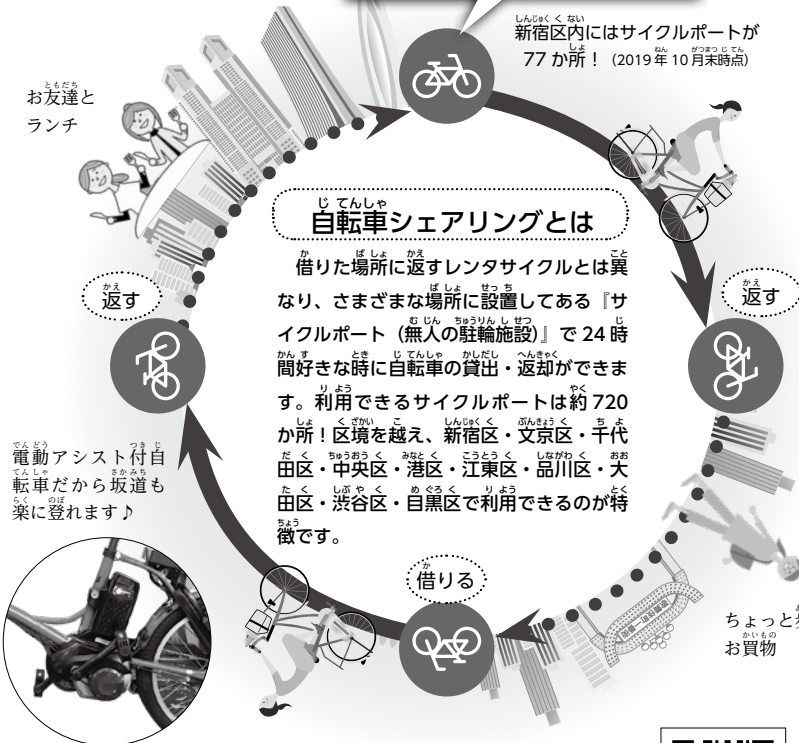 新宿区内にはサイクルポートが
77か所！（2019年10月末時点）
お友達と
ランチ
自転車シェアリングとは
借りた場所に返すレンタサイクルとは異
なり、さまざまな場所に設置してある『サ
イクルポート（無人の駐輪施設)』で24時
間好きな時に自転車の貸出・返却ができま
す。利用できるサイクルポートは約720
か所！区境を越え、新宿区・文京区・千代
田区・中央区・港区・江東区・品川区・大
田区・渋谷区・目黒区で利用できるのが特
徴です。
返す
返す
電動アシスト付自
転車だから坂道も
楽に登れます♪
借りる
ちょっと
お買物